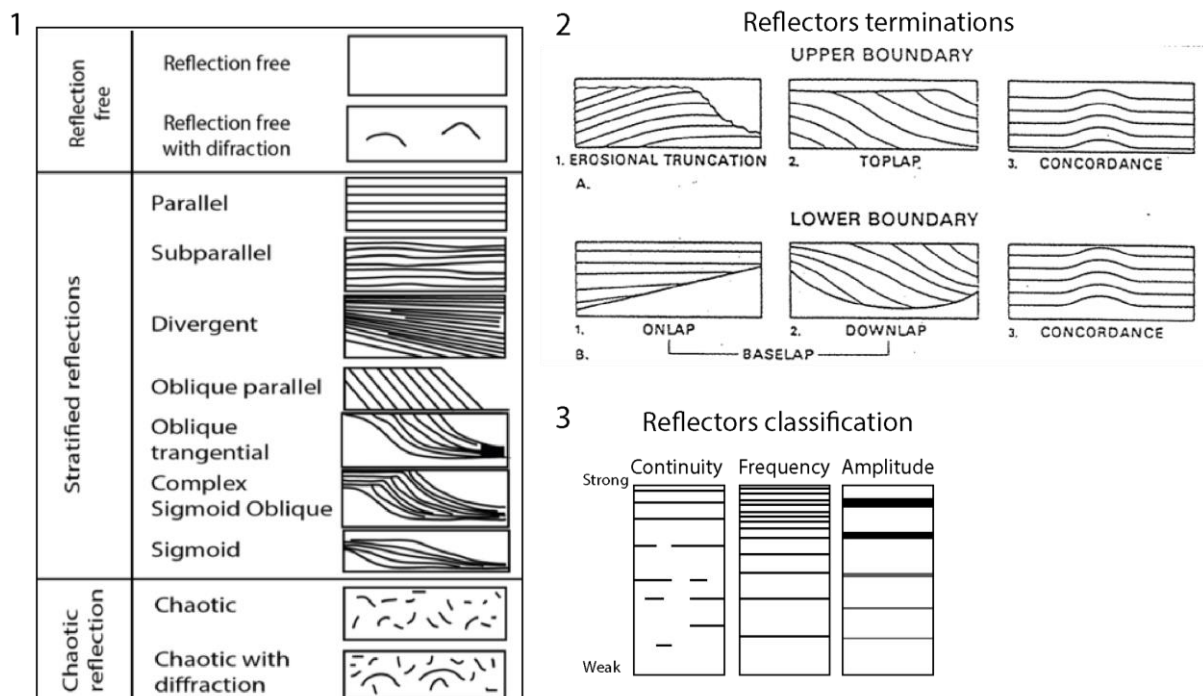 1
Reflection
free
Reflection free
Reflection free
with difraction
Stratified reflections
Parallel
Subparallel
Divergent
Oblique parallel
Oblique
trangential
Complex
Sigmoid Oblique
Sigmoid
Chaotic
reflection
Chaotic
Chaotic with
diffraction
2
Reflectors terminations
UPPER BOUNDARY
1. EROSIONAL TRUNCATION
2. TOPLAP
3. CONCORDANCE
A.
LOWER BOUNDARY
1. ONLAP
2. DOWNLAP
3. CONCORDANCE
B.
BASELAP
3
Reflectors classification
Continuity Frequency Amplitude
Strong
Weak